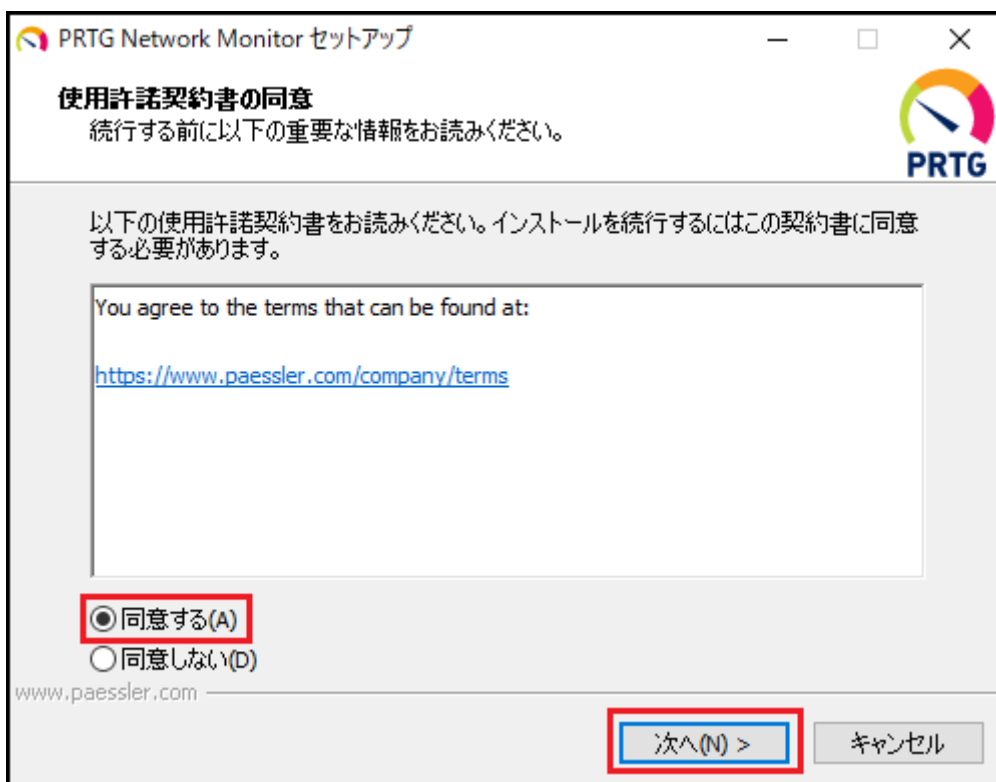 PRTG Network Monitor セットアップ
使用許諾契約書の同意
続行する前に以下の重要な情報をお読みください。
PRTG
以下の使用許諾契約書をお読みください。インストールを続行するにはこの契約書に同意
する必要があります。
You agree to the terms that can be found at:
https://www.paessler.com/company/terms
同意する(A)
同意しない(D)
www.paessler.com
次へ(N) >
キャンセル